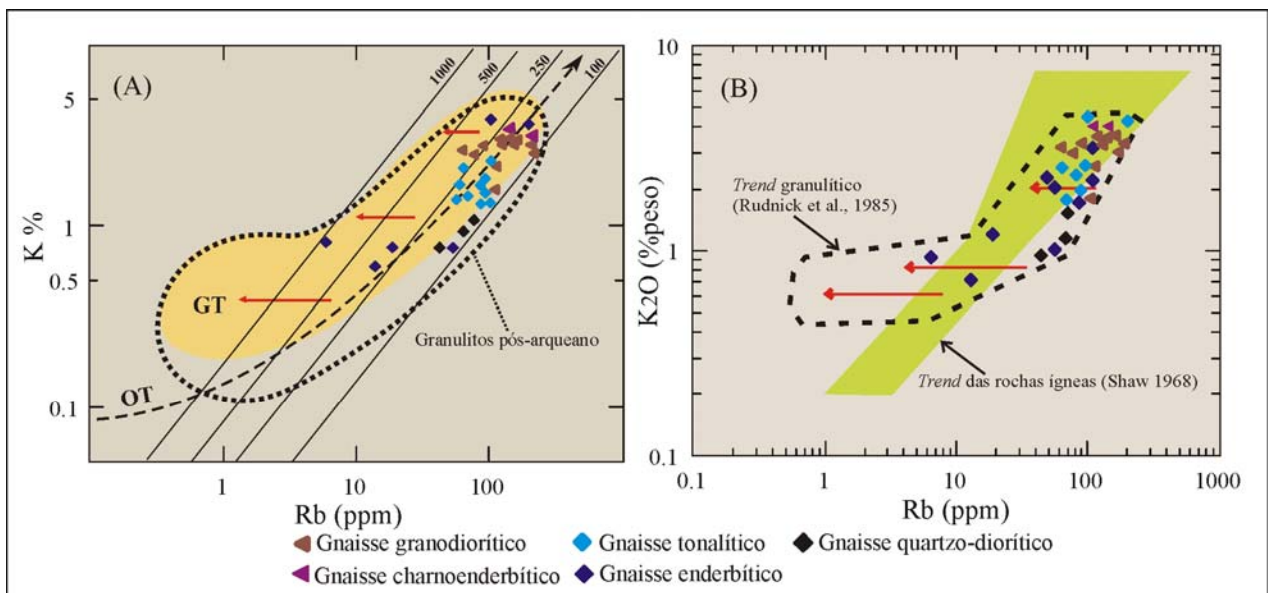 (A)
1000
500
250
100
5
1
0.5
0.1
K %
GT
OT
Granulitos pós-arqueano
1
10
100
Rb (ppm)
(B)
10
1
0.1
K2O (%peso)
Trend granulítico
(Rudnick et al., 1985)
Trend das rochas ígneas (Shaw 1968)
0.1
1
10
100
1000
Rb (ppm)
Gnaisse granodiorítico
Gnaisse tonalítico
Gnaisse quartzo-diorítico
Gnaisse charnoenderbítico
Gnaisse enderbítico